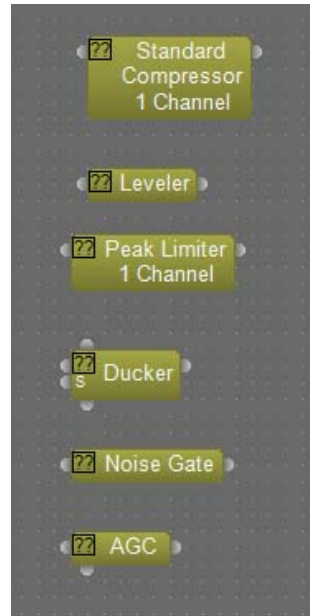 ?? Standard
Compressor
1 Channel
?? Leveler
?? Peak Limiter
1 Channel
?? Ducker
S
?? Noise Gate
?? AGC